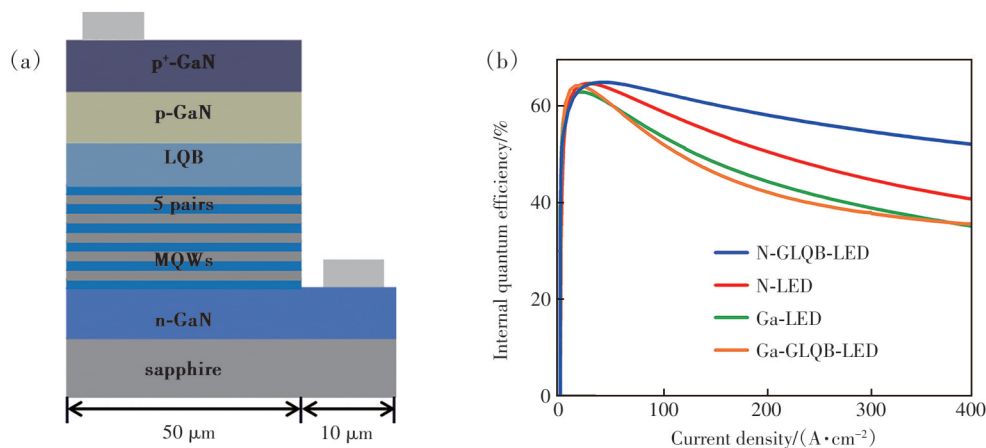 (a)
p⁺-GaN
p-GaN
LQB
5 pairs
MQWs
n-GaN
sapphire
50 μm
10 μm
(b)
Internal quantum efficiency/%
60
40
20
0
N-GLQB-LED
N-LED
Ga-LED
Ga-GLQB-LED
0 100 200 300 400
Current density/(A·cm⁻²)